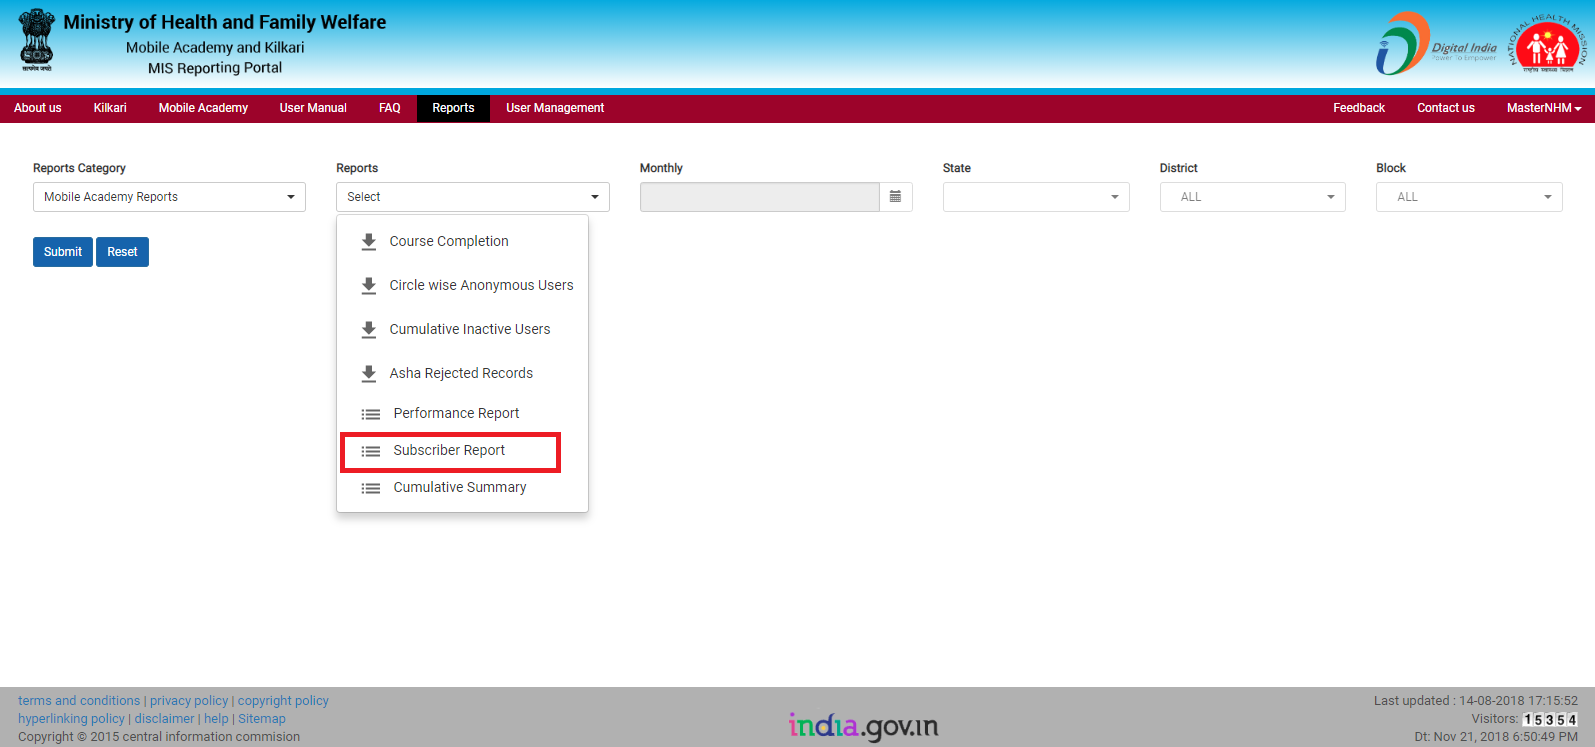 Ministry of Health and Family Welfare
Mobile Academy and Kilkari
MIS Reporting Portal
सत्यमेव जयते
Digital India
Power To Empower
NATIONAL HEALTH MISSION
About us
Kilkari
Mobile Academy
User Manual
FAQ
Reports
User Management
Feedback
Contact us
MasterNHM
Reports Category
Reports
Monthly
State
District
Block
Mobile Academy Reports
Select
ALL
ALL
Submit
Reset
Course Completion
Circle wise Anonymous Users
Cumulative Inactive Users
Asha Rejected Records
Performance Report
Subscriber Report
Cumulative Summary
terms and conditions | privacy policy | copyright policy
hyperlinking policy | disclaimer | help | Sitemap
Copyright © 2015 central information commision
india.gov.in
Last updated : 14-08-2018 17:15:52
Visitors: 15354
Dt: Nov 21, 2018 6:50:49 PM